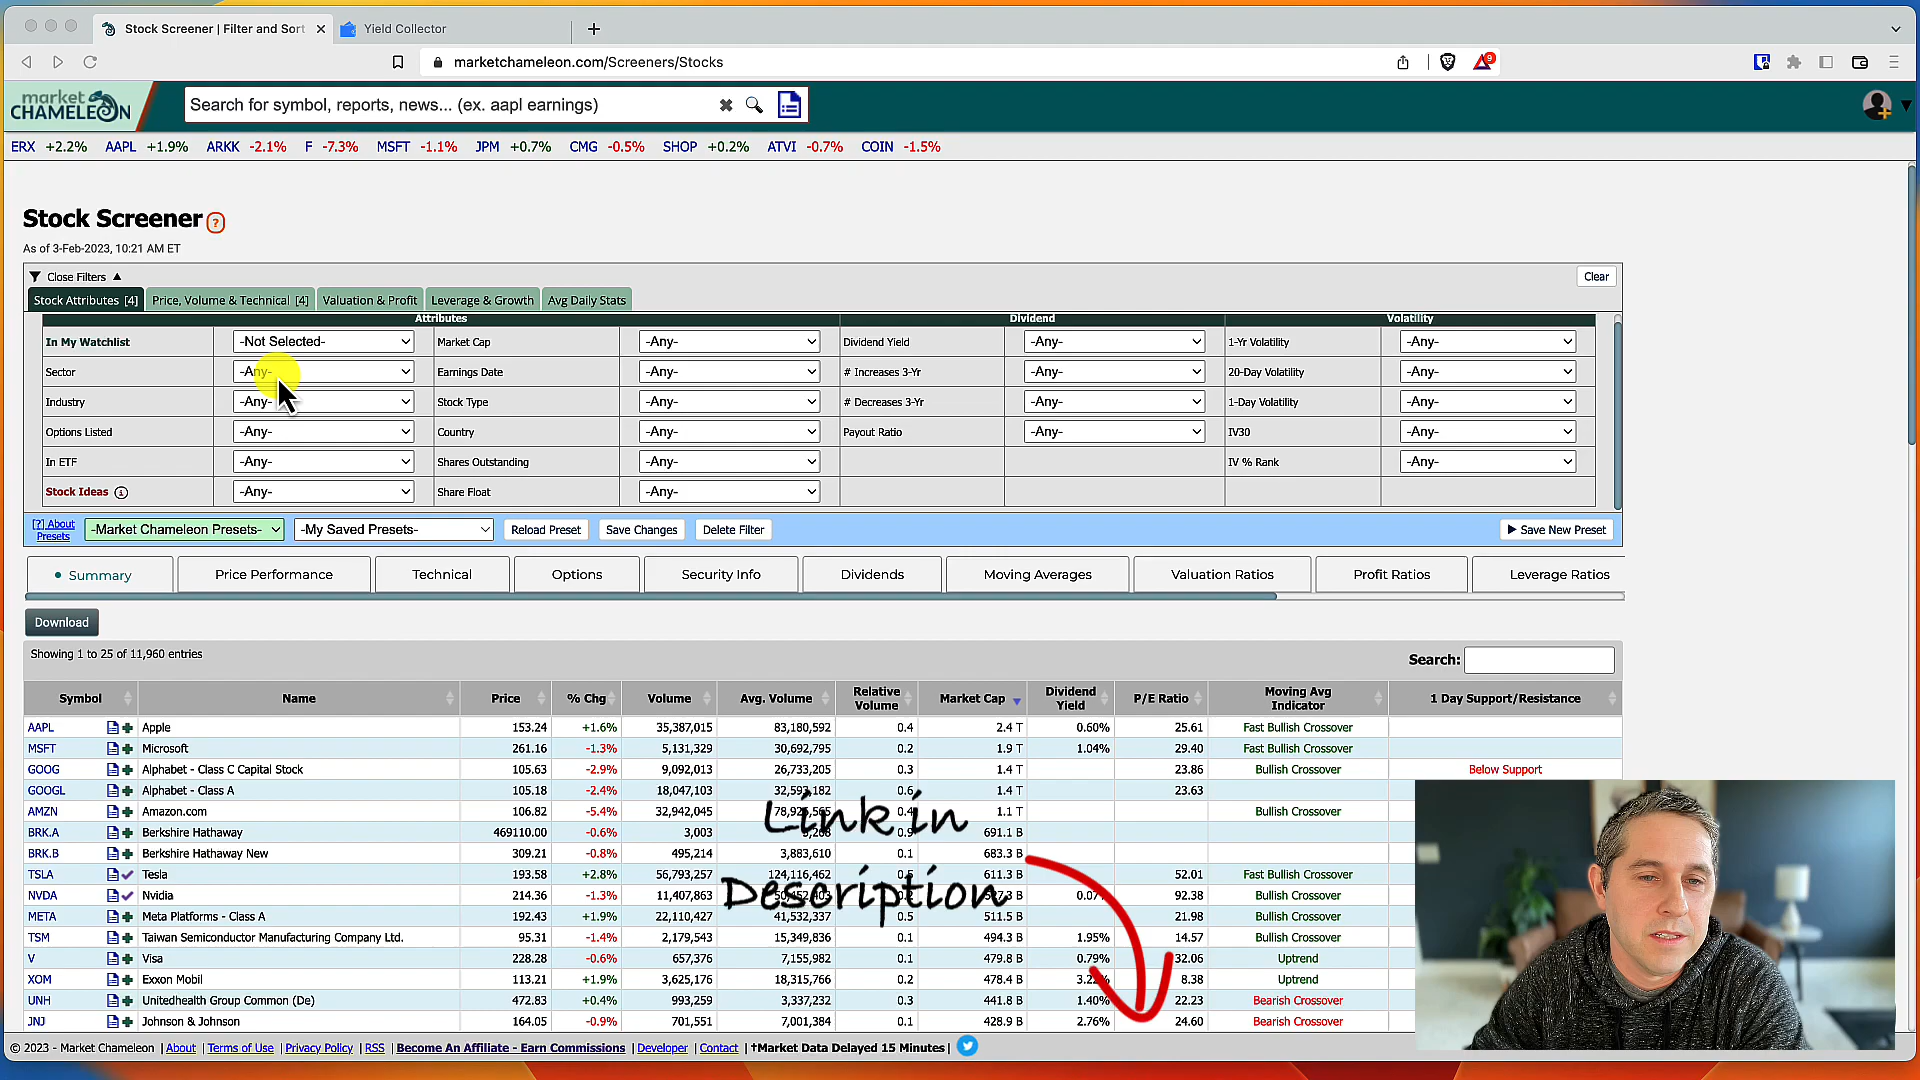 Stock Screener | Filter and Sort
Yield Collector
marketchameleon.com/Screeners/Stocks
9
market
CHAMELEON
Search for symbol, reports, news... (ex. aapl earnings)
ERX +2.2% AAPL +1.9% ARKK -2.1% F -7.3% MSFT -1.1% JPM +0.7% CMG -0.5% SHOP +0.2% ATVI -0.7% COIN -1.5%
Stock Screener ?
As of 3-Feb-2023, 10:21 AM ET
Close Filters ▲ Clear
Stock Attributes [4] Price, Volume & Technical [4] Valuation & Profit Leverage & Growth Avg Daily Stats
Attributes Dividend Volatility
In My Watchlist -Not Selected- Market Cap -Any- Dividend Yield -Any- 1-Yr Volatility -Any-
Sector -Any- Earnings Date -Any- # Increases 3-Yr -Any- 20-Day Volatility -Any-
Industry -Any- Stock Type -Any- # Decreases 3-Yr -Any- 1-Day Volatility -Any-
Options Listed -Any- Country -Any- Payout Ratio -Any- IV30 -Any-
In ETF -Any- Shares Outstanding -Any- IV % Rank -Any-
Stock Ideas -Any- Share Float -Any-
[?] About Presets -Market Chameleon Presets- -My Saved Presets- Reload Preset Save Changes Delete Filter ▶ Save New Preset
• Summary Price Performance Technical Options Security Info Dividends Moving Averages Valuation Ratios Profit Ratios Leverage Ratios
Download
Showing 1 to 25 of 11,960 entries Search:
Symbol Name Price % Chg Volume Avg. Volume Relative Volume Market Cap Dividend Yield P/E Ratio Moving Avg Indicator 1 Day Support/Resistance
AAPL Apple 153.24 +1.6% 35,387,015 83,180,592 0.4 2.4 T 0.60% 25.61 Fast Bullish Crossover
MSFT Microsoft 261.16 -1.3% 5,131,329 30,692,795 0.2 1.9 T 1.04% 29.40 Fast Bullish Crossover
GOOG Alphabet - Class C Capital Stock 105.63 -2.9% 9,092,013 26,733,205 0.3 1.4 T 23.86 Bullish Crossover Below Support
GOOGL Alphabet - Class A 105.18 -2.4% 18,047,103 32,593,182 0.6 1.4 T 23.63
AMZN Amazon.com 106.82 -5.4% 32,942,045 1.1 T Bullish Crossover
BRK.A Berkshire Hathaway 469110.00 -0.6% 3,003 691.1 B
BRK.B Berkshire Hathaway New 309.21 -0.8% 495,214 3,883,610 0.1 683.3 B
TSLA Tesla 193.58 +2.8% 56,793,257 124,116,462 611.3 B 52.01 Fast Bullish Crossover
NVDA Nvidia 214.36 -1.3% 11,407,863 92.38 Bullish Crossover
META Meta Platforms - Class A 192.43 +1.9% 22,110,427 41,532,337 0.5 511.5 B 21.98 Bullish Crossover
TSM Taiwan Semiconductor Manufacturing Company Ltd. 95.31 -1.4% 2,179,543 15,349,836 0.1 494.3 B 1.95% 14.57 Bullish Crossover
V Visa 228.28 -0.6% 657,376 7,155,982 0.1 479.8 B 0.79% 32.06 Uptrend
XOM Exxon Mobil 113.21 +1.9% 3,625,176 18,315,766 0.2 478.4 B 8.38 Uptrend
UNH Unitedhealth Group Common (De) 472.83 +0.4% 993,259 3,337,232 0.3 441.8 B 1.40% 22.23 Bearish Crossover
JNJ Johnson & Johnson 164.05 -0.9% 701,551 7,001,384 0.1 428.9 B 2.76% 24.60 Bearish Crossover
Link in
Description
© 2023 - Market Chameleon | About | Terms of Use | Privacy Policy | RSS | Become An Affiliate - Earn Commissions | Developer | Contact | †Market Data Delayed 15 Minutes |